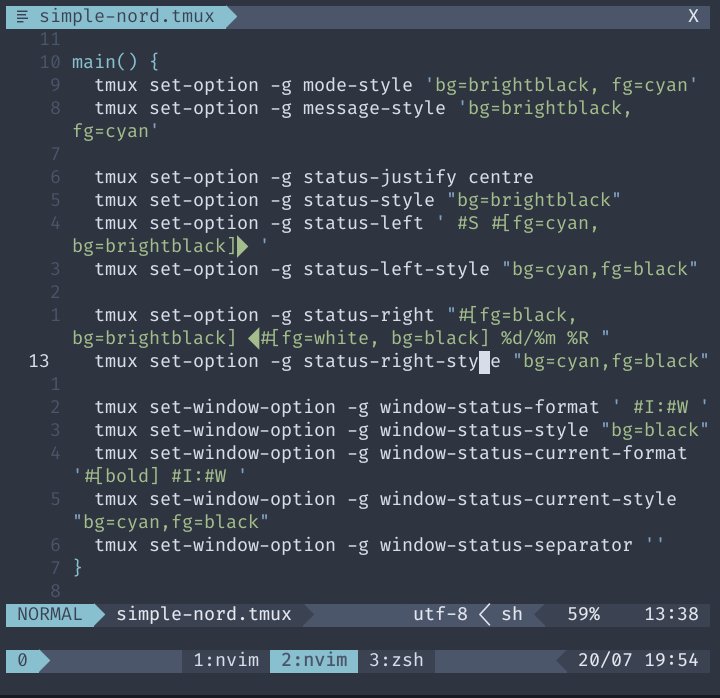 simple-nord.tmux X
11
10 main() {
9 tmux set-option -g mode-style 'bg=brightblack, fg=cyan'
8 tmux set-option -g message-style 'bg=brightblack,
fg=cyan'
7
6 tmux set-option -g status-justify centre
5 tmux set-option -g status-style "bg=brightblack"
4 tmux set-option -g status-left ' #S #[fg=cyan,
bg=brightblack] '
3 tmux set-option -g status-left-style "bg=cyan,fg=black"
2
1 tmux set-option -g status-right "#[fg=black,
bg=brightblack] #[fg=white, bg=black] %d/%m %R "
13 tmux set-option -g status-right-style "bg=cyan,fg=black"
1
2 tmux set-window-option -g window-status-format ' #I:#W '
3 tmux set-window-option -g window-status-style "bg=black"
4 tmux set-window-option -g window-status-current-format
'#[bold] #I:#W '
5 tmux set-window-option -g window-status-current-style
"bg=cyan,fg=black"
6 tmux set-window-option -g window-status-separator ''
7 }
8
NORMAL simple-nord.tmux utf-8 sh 59% 13:38
0 1:nvim 2:nvim 3:zsh 20/07 19:54